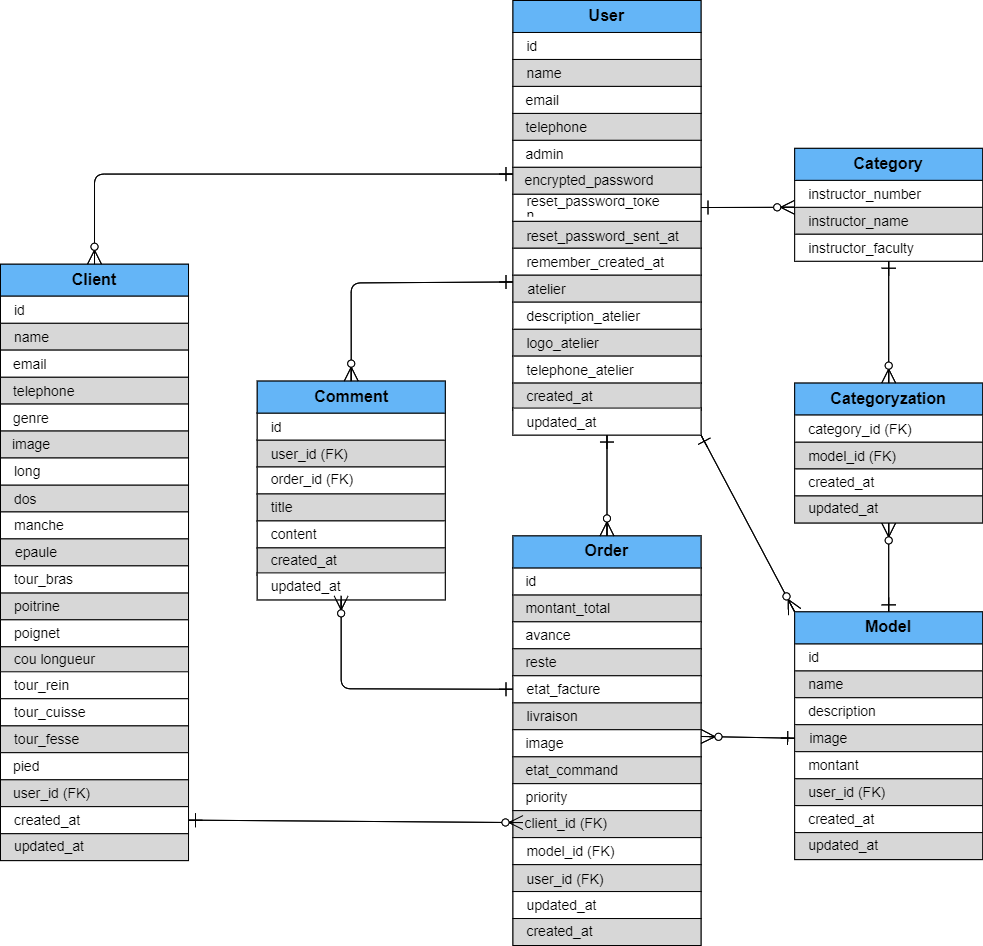 User
id
name
email
telephone
admin
encrypted_password
reset_password_toke
n
reset_password_sent_at
remember_created_at
atelier
description_atelier
logo_atelier
telephone_atelier
created_at
updated_at
Category
instructor_number
instructor_name
instructor_faculty
Client
id
name
email
telephone
genre
image
long
dos
manche
epaule
tour_bras
poitrine
poignet
cou longueur
tour_rein
tour_cuisse
tour_fesse
pied
user_id (FK)
created_at
updated_at
Comment
id
user_id (FK)
order_id (FK)
title
content
created_at
updated_at
Categoryzation
category_id (FK)
model_id (FK)
created_at
updated_at
Order
id
montant_total
avance
reste
etat_facture
livraison
image
etat_command
priority
client_id (FK)
model_id (FK)
user_id (FK)
updated_at
created_at
Model
id
name
description
image
montant
user_id (FK)
created_at
updated_at